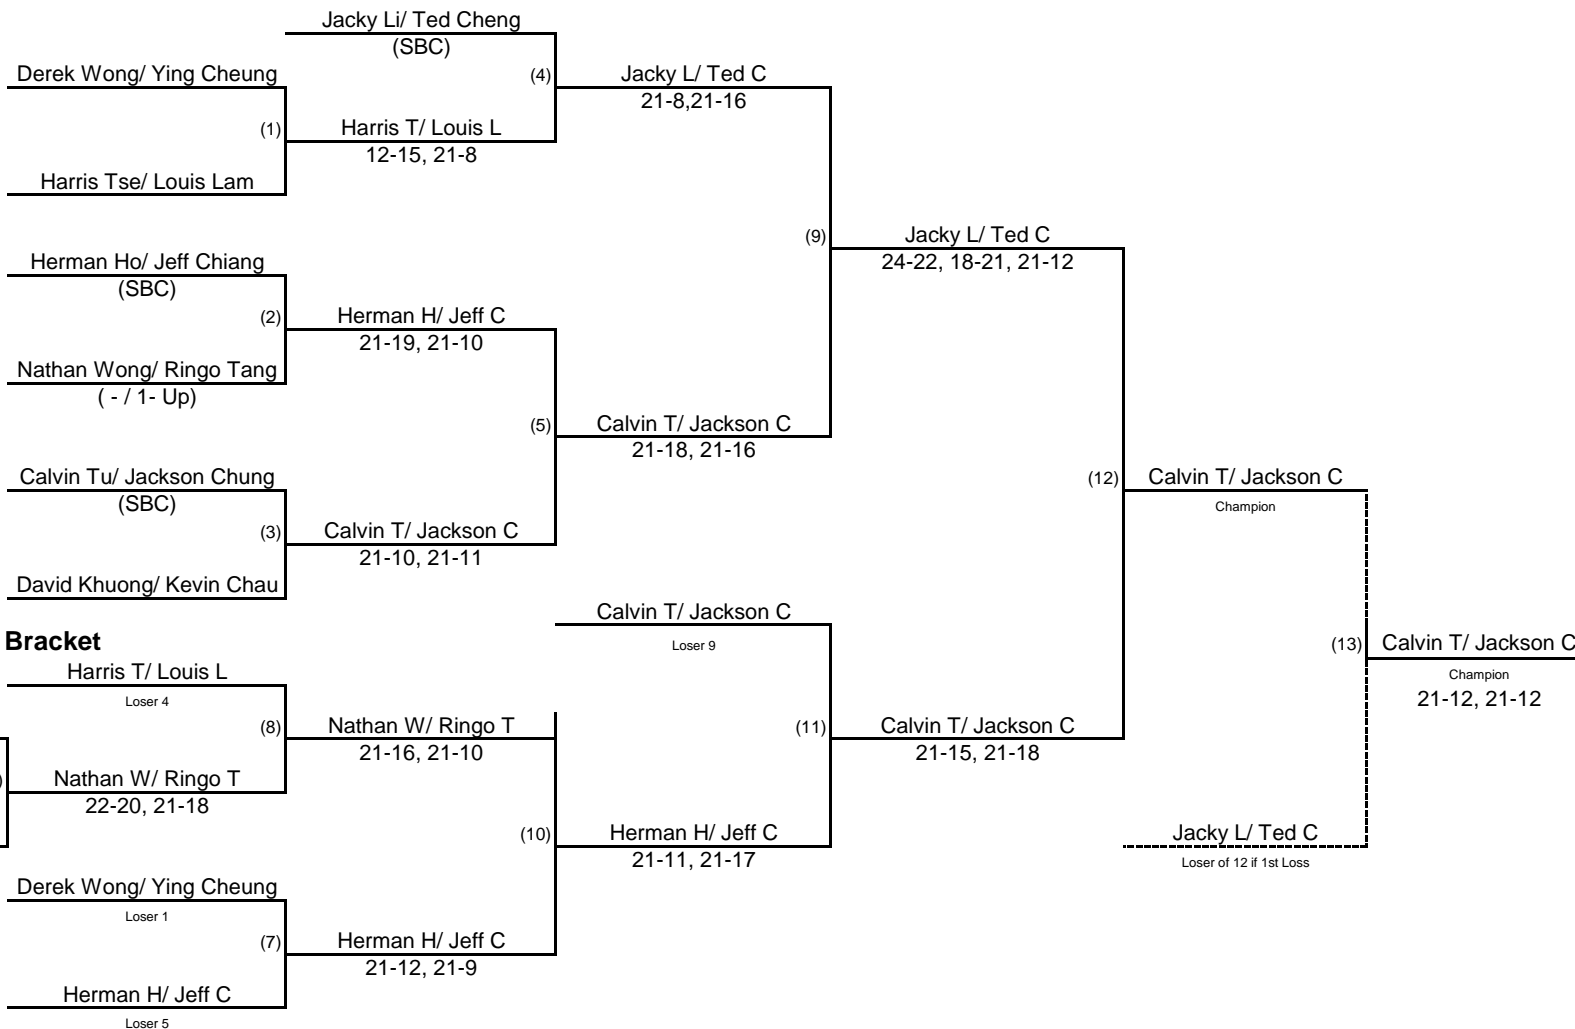 Jacky Li/ Ted Cheng
(SBC)
Derek Wong/ Ying Cheung
(4)
Jacky L/ Ted C
21-8,21-16
(1)
Harris T/ Louis L
12-15, 21-8
Harris Tse/ Louis Lam
(9)
Jacky L/ Ted C
24-22, 18-21, 21-12
Herman Ho/ Jeff Chiang
(SBC)
(2)
Herman H/ Jeff C
21-19, 21-10
Nathan Wong/ Ringo Tang
( - / 1- Up)
(5)
Calvin T/ Jackson C
21-18, 21-16
Calvin Tu/ Jackson Chung
(SBC)
(12)
Calvin T/ Jackson C
Champion
(3)
Calvin T/ Jackson C
21-10, 21-11
David Khuong/ Kevin Chau
Calvin T/ Jackson C
Loser 9
Bracket
(13)
Calvin T/ Jackson C
Champion
21-12, 21-12
Harris T/ Louis L
Loser 4
(8)
Nathan W/ Ringo T
21-16, 21-10
(11)
Calvin T/ Jackson C
21-15, 21-18
)
Nathan W/ Ringo T
22-20, 21-18
(10)
Herman H/ Jeff C
21-11, 21-17
Jacky L/ Ted C
Loser of 12 if 1st Loss
Derek Wong/ Ying Cheung
Loser 1
(7)
Herman H/ Jeff C
21-12, 21-9
Herman H/ Jeff C
Loser 5